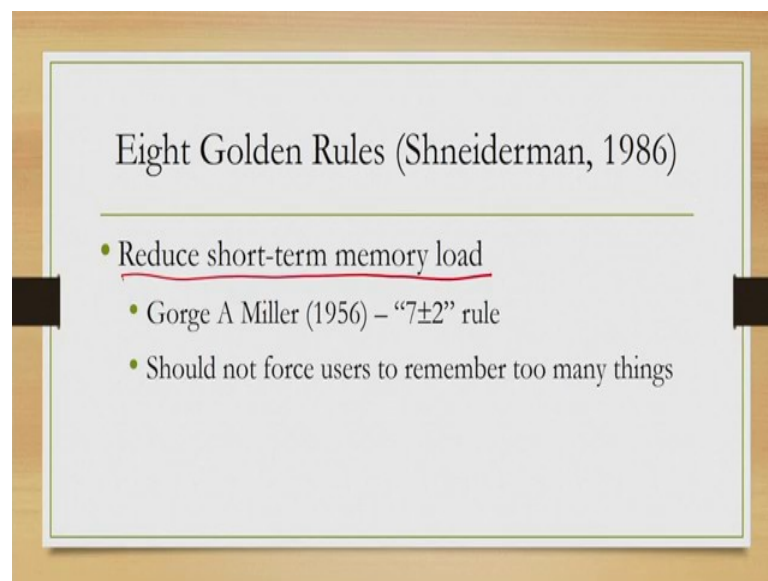 Eight Golden Rules (Shneiderman, 1986)
• Reduce short-term memory load
• Gorge A Miller (1956) – “7±2” rule
• Should not force users to remember too many things